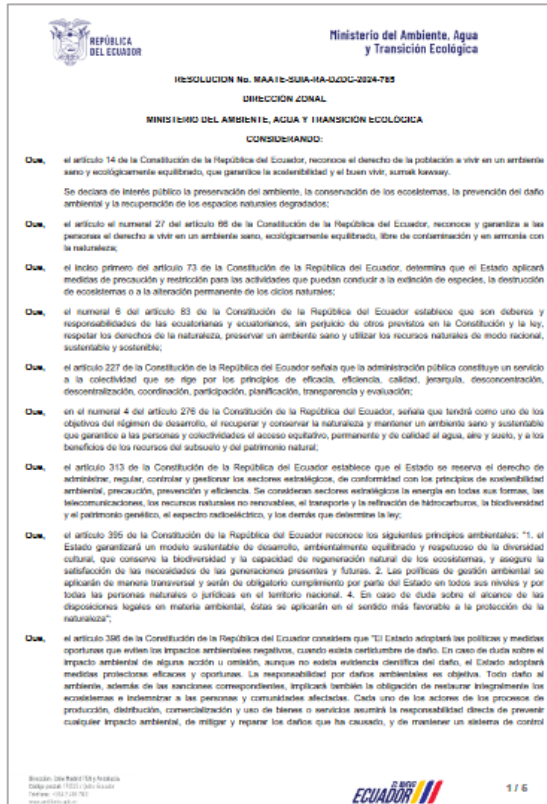 REPÚBLICA
DEL ECUADOR
Ministerio del Ambiente, Agua
y Transición Ecológica
RESOLUCION No. MAATE-SUIA-RA-DZDC-2024-785
DIRECCIÓN ZONAL
MINISTERIO DEL AMBIENTE, AGUA Y TRANSICIÓN ECOLÓGICA
CONSIDERANDO:
Que, el artículo 14 de la Constitución de la República del Ecuador, reconoce el derecho de la población a vivir en un ambiente
sano y ecológicamente equilibrado, que garantice la sostenibilidad y el buen vivir, sumak kawsay.
Se declara de interés público la preservación del ambiente, la conservación de los ecosistemas, la prevención del daño
ambiental y la recuperación de los espacios naturales degradados;
Que, el artículo el numeral 27 del artículo 66 de la Constitución de la República del Ecuador, reconoce y garantiza a las
personas el derecho a vivir en un ambiente sano, ecológicamente equilibrado, libre de contaminación y en armonía con
la naturaleza;
Que, el inciso primero del artículo 73 de la Constitución de la República del Ecuador, determina que el Estado aplicará
medidas de precaución y restricción para las actividades que puedan conducir a la extinción de especies, la destrucción
de ecosistemas o a la alteración permanente de los ciclos naturales;
Que, el numeral 6 del artículo 83 de la Constitución de la República del Ecuador establece que son deberes y
responsabilidades de las ecuatorianas y ecuatorianos, sin perjuicio de otros previstos en la Constitución y la ley,
respetar los derechos de la naturaleza, preservar un ambiente sano y utilizar los recursos naturales de modo racional,
sustentable y sostenible;
Que, el artículo 227 de la Constitución de la República del Ecuador señala que la administración pública constituye un servicio
a la colectividad que se rige por los principios de eficacia, eficiencia, calidad, jerarquía, desconcentración,
descentralización, coordinación, participación, planificación, transparencia y evaluación;
Que, en el numeral 4 del artículo 276 de la Constitución de la República del Ecuador, señala que tendrá como uno de los
objetivos del régimen de desarrollo, el recuperar y conservar la naturaleza y mantener un ambiente sano y sustentable
que garantice a las personas y colectividades el acceso equitativo, permanente y de calidad al agua, aire y suelo, y a los
beneficios de los recursos del subsuelo y del patrimonio natural;
Que, el artículo 313 de la Constitución de la República del Ecuador establece que el Estado se reserva el derecho de
administrar, regular, controlar y gestionar los sectores estratégicos, de conformidad con los principios de sostenibilidad
ambiental, precaución, prevención y eficiencia. Se consideran sectores estratégicos la energía en todas sus formas, las
telecomunicaciones, los recursos naturales no renovables, el transporte y la refinación de hidrocarburos, la biodiversidad
y el patrimonio genético, el espectro radioeléctrico, y los demás que determine la ley;
Que, el artículo 395 de la Constitución de la República del Ecuador reconoce los siguientes principios ambientales: "1. el
Estado garantizará un modelo sustentable de desarrollo, ambientalmente equilibrado y respetuoso de la diversidad
cultural, que conserve la biodiversidad y la capacidad de regeneración natural de los ecosistemas, y asegure la
satisfacción de las necesidades de las generaciones presentes y futuras. 2. Las políticas de gestión ambiental se
aplicarán de manera transversal y serán de obligatorio cumplimiento por parte del Estado en todos sus niveles y por
todas las personas naturales o jurídicas en el territorio nacional. 4. En caso de duda sobre el alcance de las
disposiciones legales en materia ambiental, éstas se aplicarán en el sentido más favorable a la protección de la
naturaleza";
Que, el artículo 396 de la Constitución de la República del Ecuador considera que "El Estado adoptará las políticas y medidas
oportunas que eviten los impactos ambientales negativos, cuando exista certidumbre de daño. En caso de duda sobre el
impacto ambiental de alguna acción u omisión, aunque no exista evidencia científica del daño, el Estado adoptará
medidas protectoras eficaces y oportunas. La responsabilidad por daños ambientales es objetiva. Todo daño al
ambiente, además de las sanciones correspondientes, implicará también la obligación de restaurar integralmente los
ecosistemas e indemnizar a las personas y comunidades afectadas. Cada uno de los actores de los procesos de
producción, distribución, comercialización y uso de bienes o servicios asumirá la responsabilidad directa de prevenir
cualquier impacto ambiental, de mitigar y reparar los daños que ha causado, y de mantener un sistema de control
EL NUEVO
ECUADOR
1 / 6